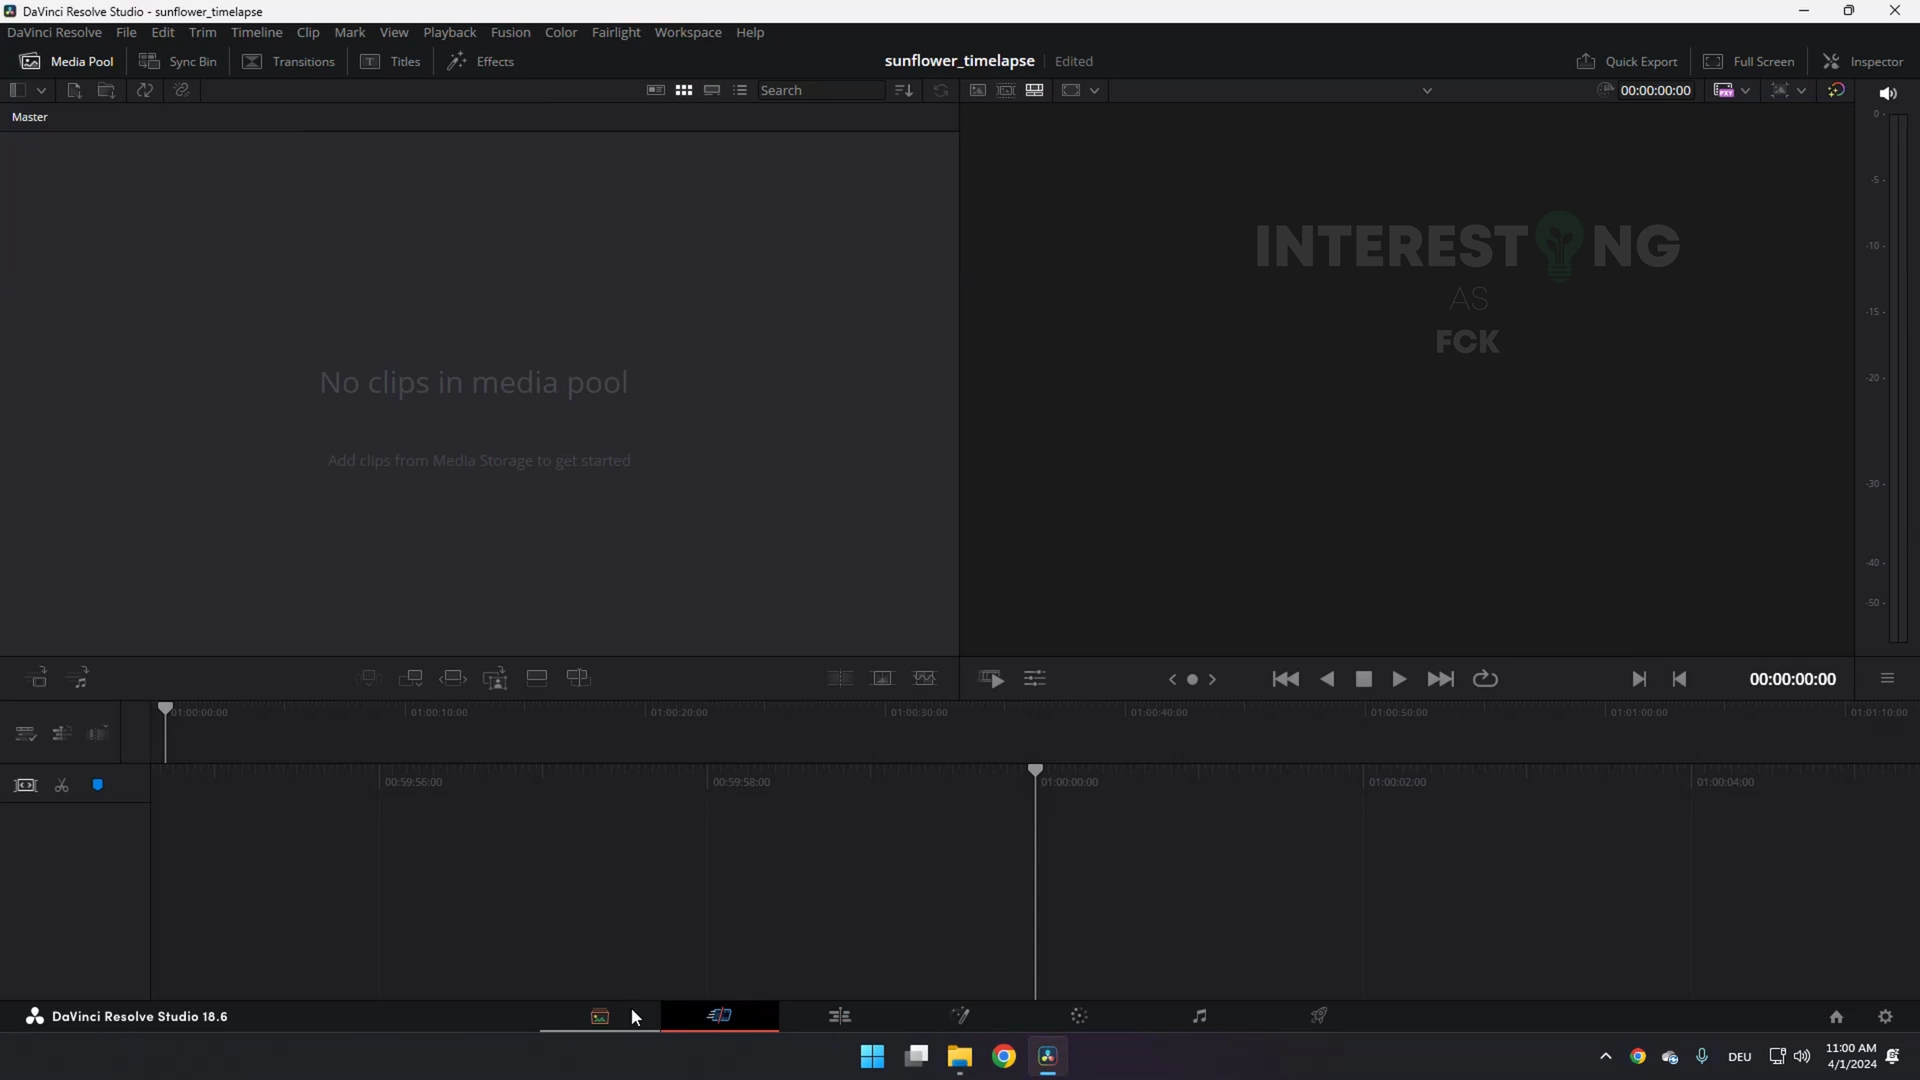 DaVinci Resolve Studio - sunflower_timelapse
DaVinci Resolve File Edit Trim Timeline Clip Mark View Playback Fusion Color Fairlight Workspace Help
Media Pool Sync Bin Transitions Titles Effects sunflower_timelapse Edited Quick Export Full Screen Inspector
Search 00:00:00:00 PXY
Master
0 -
-5 -
-10 -
-15 -
-20 -
-30 -
-40 -
-50 -
INTERESTNG
AS
FCK
No clips in media pool
Add clips from Media Storage to get started
00:00:00:00
01:00:00:00 01:00:10:00 01:00:20:00 01:00:30:00 01:00:40:00 01:00:50:00 01:01:00:00 01:01:10:00
00:59:56:00 00:59:58:00 01:00:00:00 01:00:02:00 01:00:04:00
DaVinci Resolve Studio 18.6
DEU 11:00 AM
4/1/2024